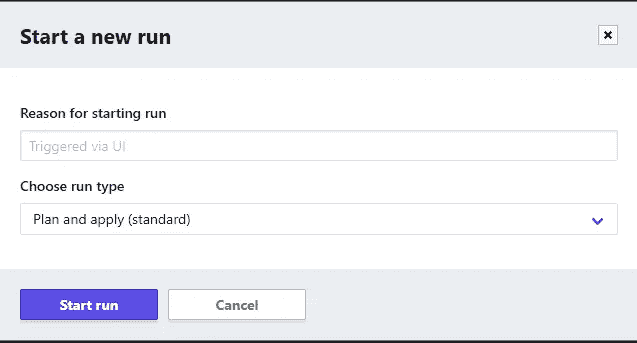 Start a new run
Reason for starting run
Triggered via UI
Choose run type
Plan and apply (standard)
Start run
Cancel